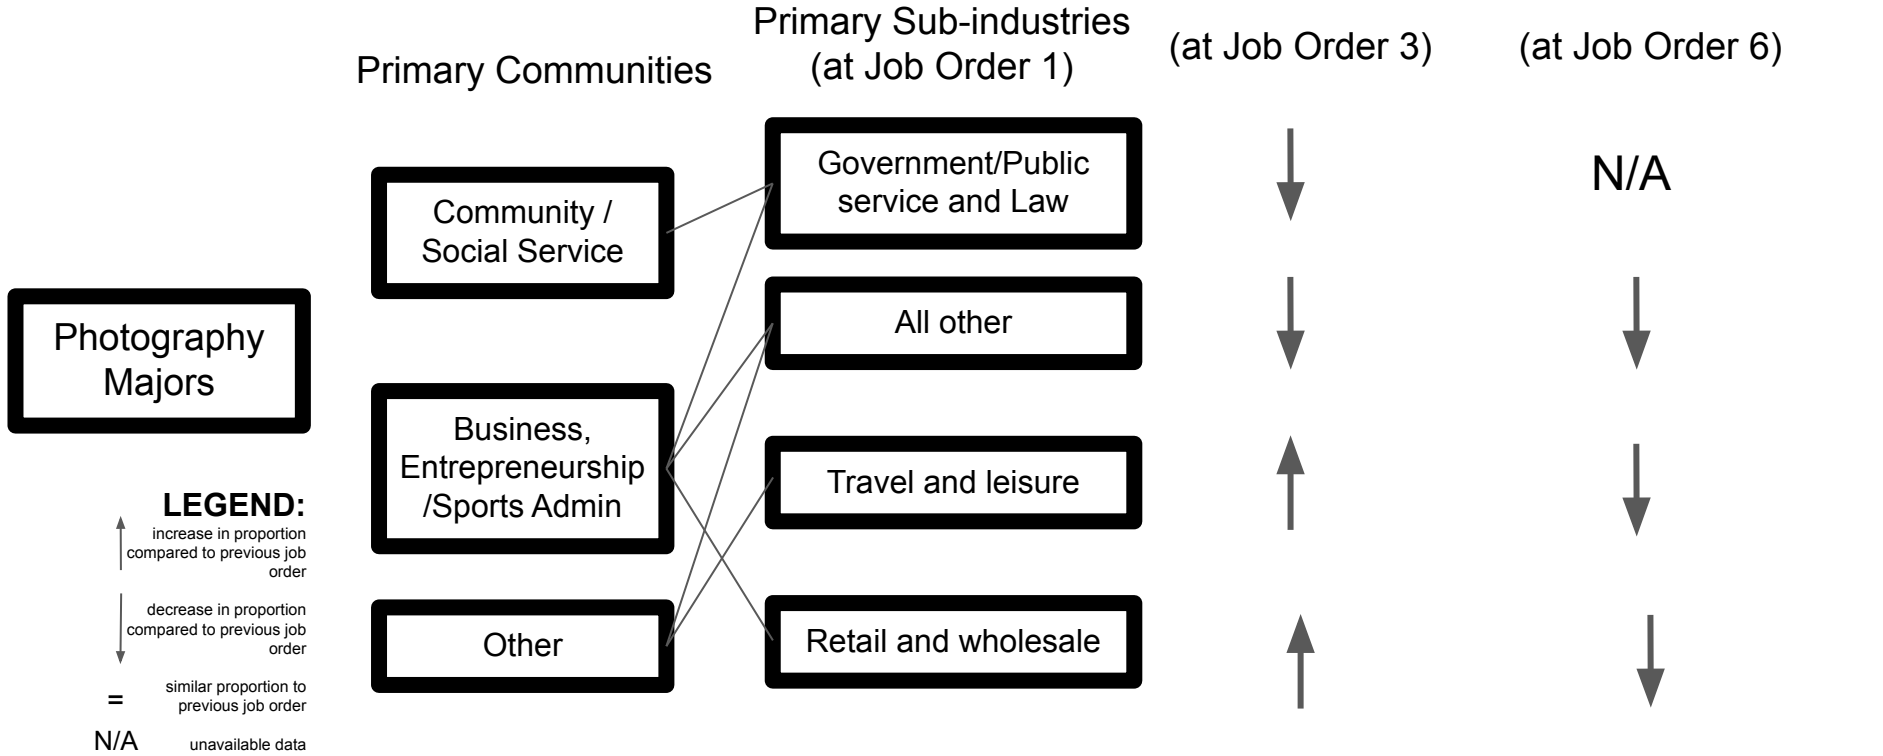 Primary Communities
Primary Sub-industries
(at Job Order 1)
(at Job Order 3)
(at Job Order 6)
Photography
Majors
Community /
Social Service
Business,
Entrepreneurship
/Sports Admin
Other
Government/Public
service and Law
All other
Travel and leisure
Retail and wholesale
N/A
LEGEND:
increase in proportion
compared to previous job
order
decrease in proportion
compared to previous job
order
= similar proportion to
previous job order
N/A unavailable data